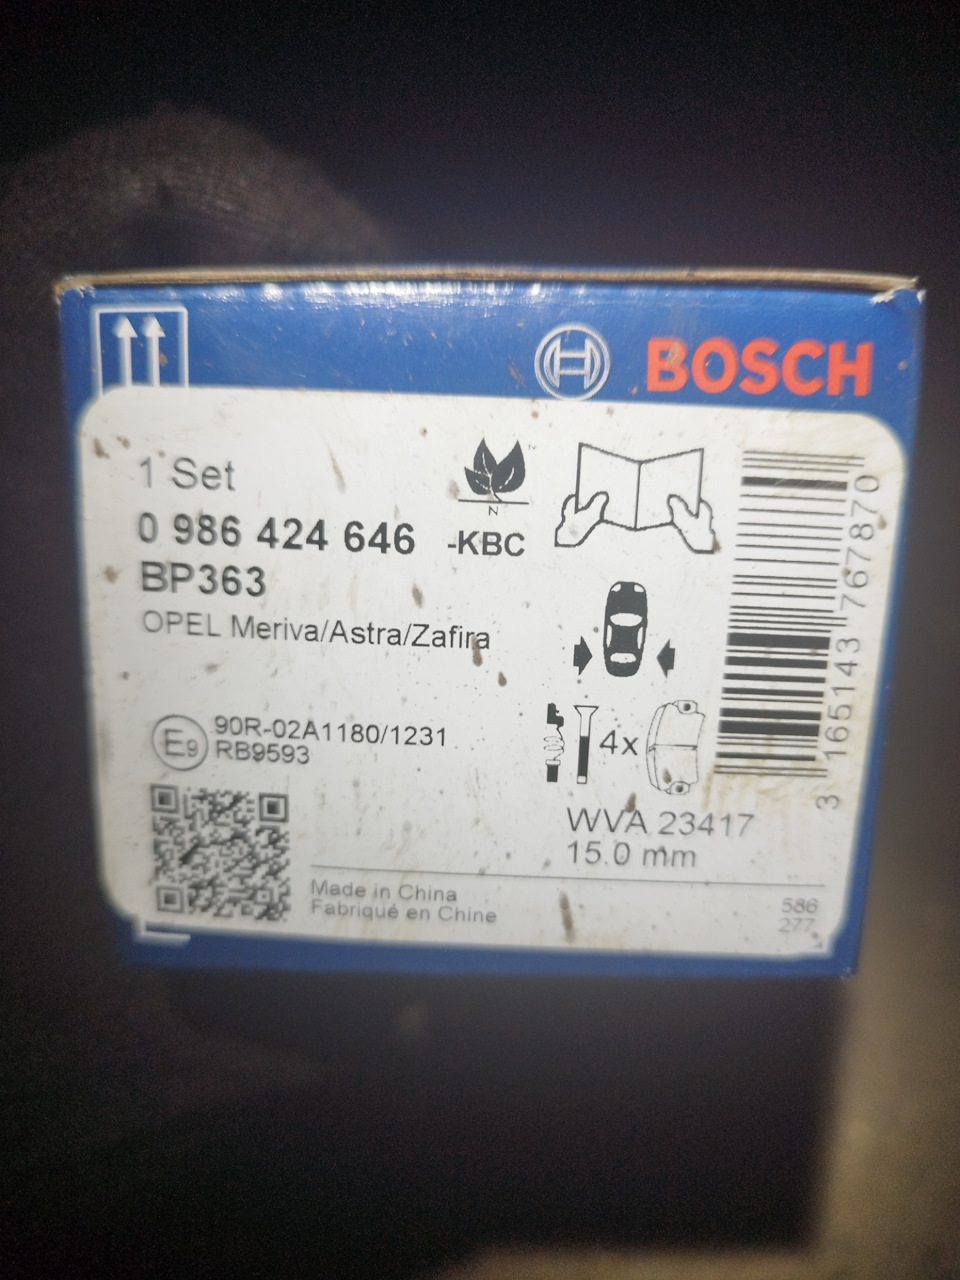 BOSCH
1 Set
0 986 424 646 -KBC
BP363
OPEL Meriva/Astra/Zafira
N
E9
90R-02A1180/1231
RB9593
4x
WVA 23417
15.0 mm
Made in China
Fabriqué en Chine
586
277
3 165143 767870